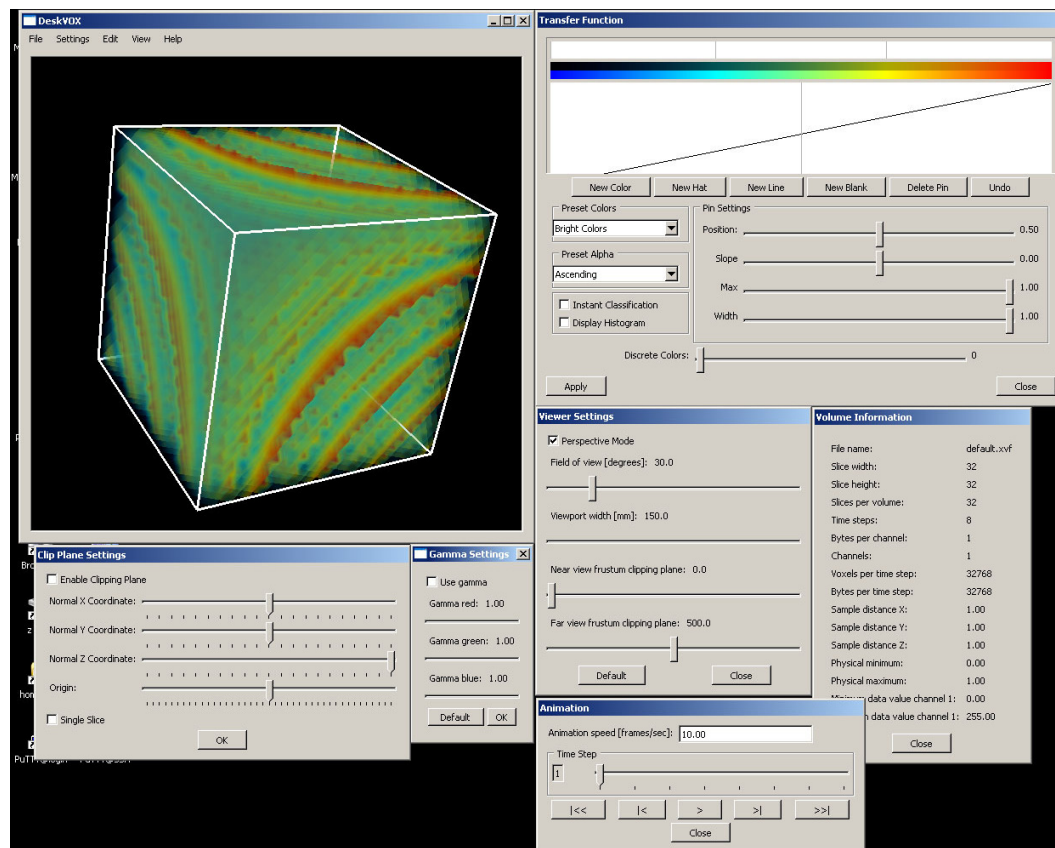 DeskVOX
File Settings Edit View Help
Transfer Function
New Color New Hat New Line New Blank Delete Pin Undo
Preset Colors
Bright Colors
Preset Alpha
Ascending
Instant Classification
Display Histogram
Pin Settings
Position: 0.50
Slope 0.00
Max 1.00
Width 1.00
Discrete Colors: 0
Apply Close
Clip Plane Settings
Enable Clipping Plane
Normal X Coordinate:
Normal Y Coordinate:
Normal Z Coordinate:
Origin:
Single Slice
OK
Gamma Settings
Use gamma
Gamma red: 1.00
Gamma green: 1.00
Gamma blue: 1.00
Default OK
Viewer Settings
Perspective Mode
Field of view [degrees]: 30.0
Viewport width [mm]: 150.0
Near view frustum clipping plane: 0.0
Far view frustum clipping plane: 500.0
Default Close
Volume Information
File name: default.xvf
Slice width: 32
Slice height: 32
Slices per volume: 32
Time steps: 8
Bytes per channel: 1
Channels: 1
Voxels per time step: 32768
Bytes per time step: 32768
Sample distance X: 1.00
Sample distance Y: 1.00
Sample distance Z: 1.00
Physical minimum: 0.00
Physical maximum: 1.00
data value channel 1: 0.00
data value channel 1: 255.00
Close
Animation
Animation speed [frames/sec]: 10.00
Time Step
1
|<< |< > >| >>|
Close